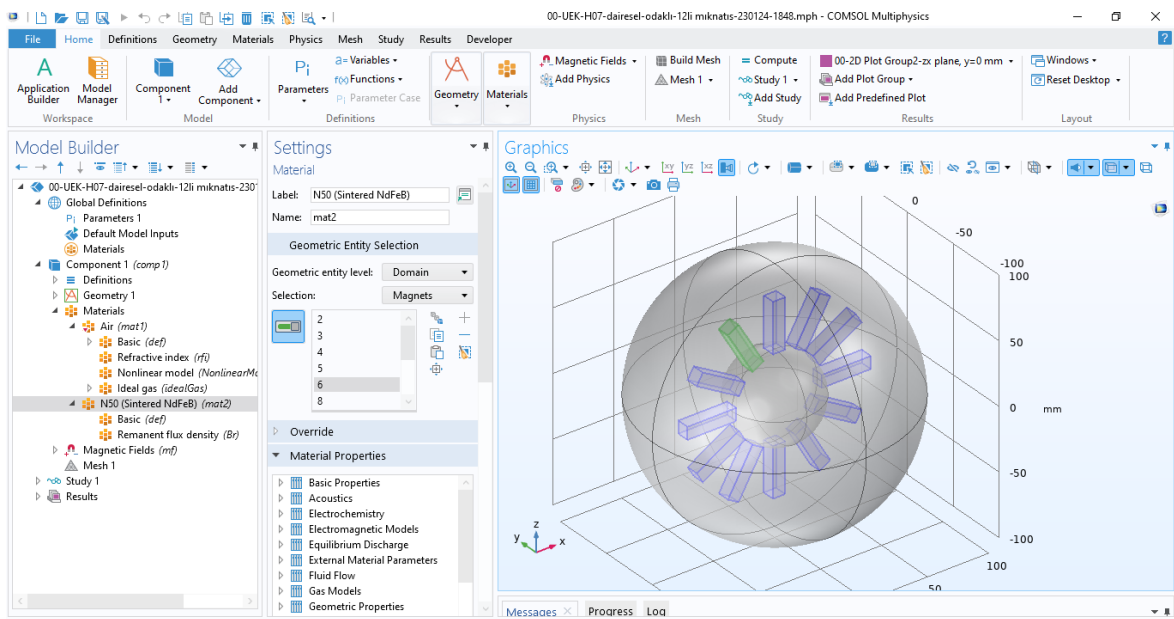 00-UEK-H07-dairesel-odaklı-12li mıknatıs-230124-1848.mph - COMSOL Multiphysics
File Home Definitions Geometry Materials Physics Mesh Study Results Developer
Application Builder
Model Manager
Workspace
Component 1
Add Component
Model
Pi
Parameters
a= Variables
f(x) Functions
Pi Parameter Case
Definitions
Geometry
Materials
Magnetic Fields
Add Physics
Physics
Build Mesh
Mesh 1
Mesh
= Compute
Study 1
Add Study
Study
00-2D Plot Group2-zx plane, y=0 mm
Add Plot Group
Add Predefined Plot
Results
Windows
Reset Desktop
Layout
Model Builder
00-UEK-H07-dairesel-odaklı-12li mıknatıs-230
Global Definitions
Pi Parameters 1
Default Model Inputs
Materials
Component 1 (comp1)
Definitions
Geometry 1
Materials
Air (mat1)
Basic (def)
Refractive index (rfi)
Nonlinear model (NonlinearMo
Ideal gas (idealGas)
N50 (Sintered NdFeB) (mat2)
Basic (def)
Remanent flux density (Br)
Magnetic Fields (mf)
Mesh 1
Study 1
Results
Settings
Material
Label: N50 (Sintered NdFeB)
Name: mat2
Geometric Entity Selection
Geometric entity level: Domain
Selection: Magnets
2
3
4
5
6
8
Override
Material Properties
Basic Properties
Acoustics
Electrochemistry
Electromagnetic Models
Equilibrium Discharge
External Material Parameters
Fluid Flow
Gas Models
Geometric Properties
Graphics
xy yz xz
0
-50
-100
100
50
0 mm
-50
-100
100
50
z
y x
Messages Progress Log